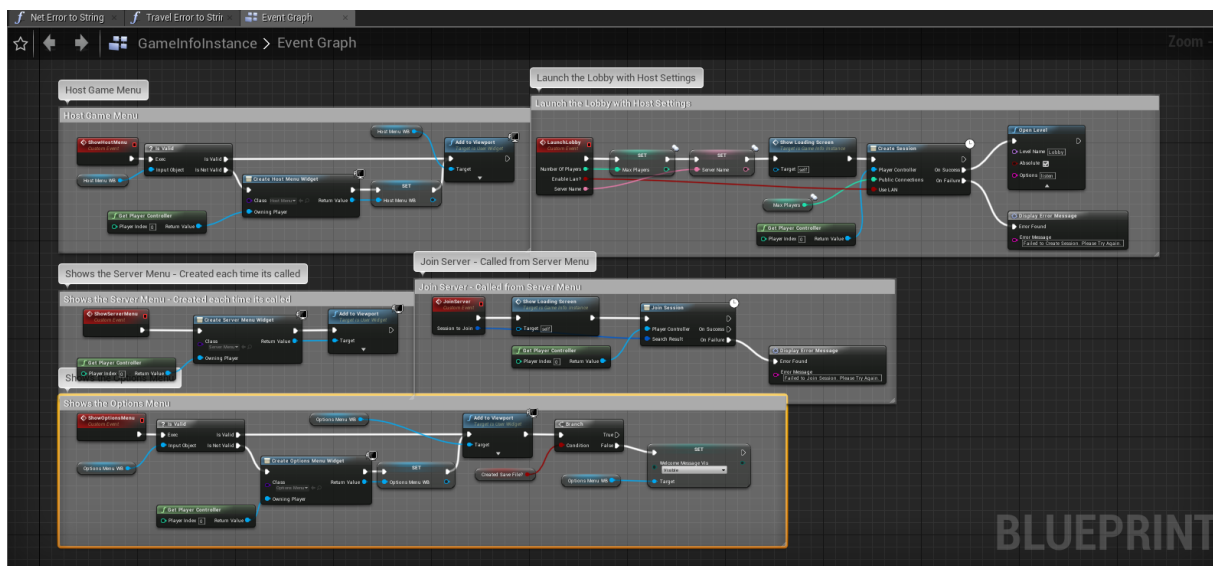 Net Error to String
Travel Error to Strir
Event Graph
GameInfoInstance > Event Graph
Zoom -
Host Game Menu
Host Game Menu
ShowHostMenu
Custom Event
Is Valid
Exec
Is Valid
Input Object
Is Not Valid
Host Menu WB
Host Menu WB
Add to Viewport
Target is User Widget
Target
Create Host Menu Widget
Class
Host Menu
Return Value
Owning Player
SET
Host Menu WB
Get Player Controller
Player Index
0
Return Value
Launch the Lobby with Host Settings
Launch the Lobby with Host Settings
LaunchLobby
Custom Event
Number Of Players
Enable Lan?
Server Name
SET
Max Players
SET
Server Name
Show Loading Screen
Target
self
Create Session
Player Controller
On Success
Public Connections
On Failure
Use LAN
Max Players
Get Player Controller
Player Index
0
Return Value
Open Level
Level Name
Lobby
Absolute
Options
listen
Display Error Message
Error Found
Error Message
Failed to Create Session. Please Try Again.
Shows the Server Menu - Created each time its called
Shows the Server Menu - Created each time its called
ShowServerMenu
Custom Event
Create Server Menu Widget
Class
Server Menu
Return Value
Owning Player
Add to Viewport
Target is User Widget
Target
Get Player Controller
Player Index
0
Return Value
Join Server - Called from Server Menu
Join Server - Called from Server Menu
JoinServer
Custom Event
Session to Join
Show Loading Screen
Target
self
Join Session
Player Controller
On Success
Search Result
On Failure
Get Player Controller
Player Index
0
Return Value
Display Error Message
Error Found
Error Message
Failed to Join Session. Please Try Again.
Shows the Options Menu
Shows the Options Menu
ShowOptionsMenu
Custom Event
Is Valid
Exec
Is Valid
Input Object
Is Not Valid
Options Menu WB
Options Menu WB
Create Options Menu Widget
Class
Options Menu
Return Value
Owning Player
SET
Options Menu WB
Get Player Controller
Player Index
0
Return Value
Add to Viewport
Target is User Widget
Target
Branch
True
Condition
False
Created Save File?
Options Menu WB
SET
Welcome Message Vis
Visible
Target
BLUEPRINT